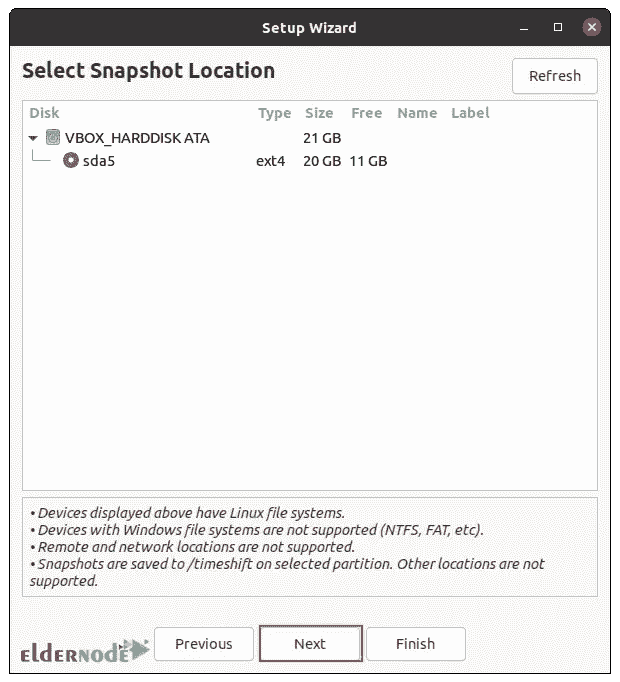 Setup Wizard
Select Snapshot Location
Refresh
Disk Type Size Free Name Label
VBOX_HARDDISK ATA 21 GB
sda5 ext4 20 GB 11 GB
• Devices displayed above have Linux file systems.
• Devices with Windows file systems are not supported (NTFS, FAT, etc).
• Remote and network locations are not supported.
• Snapshots are saved to /timeshift on selected partition. Other locations are not
supported.
eldernode Previous Next Finish